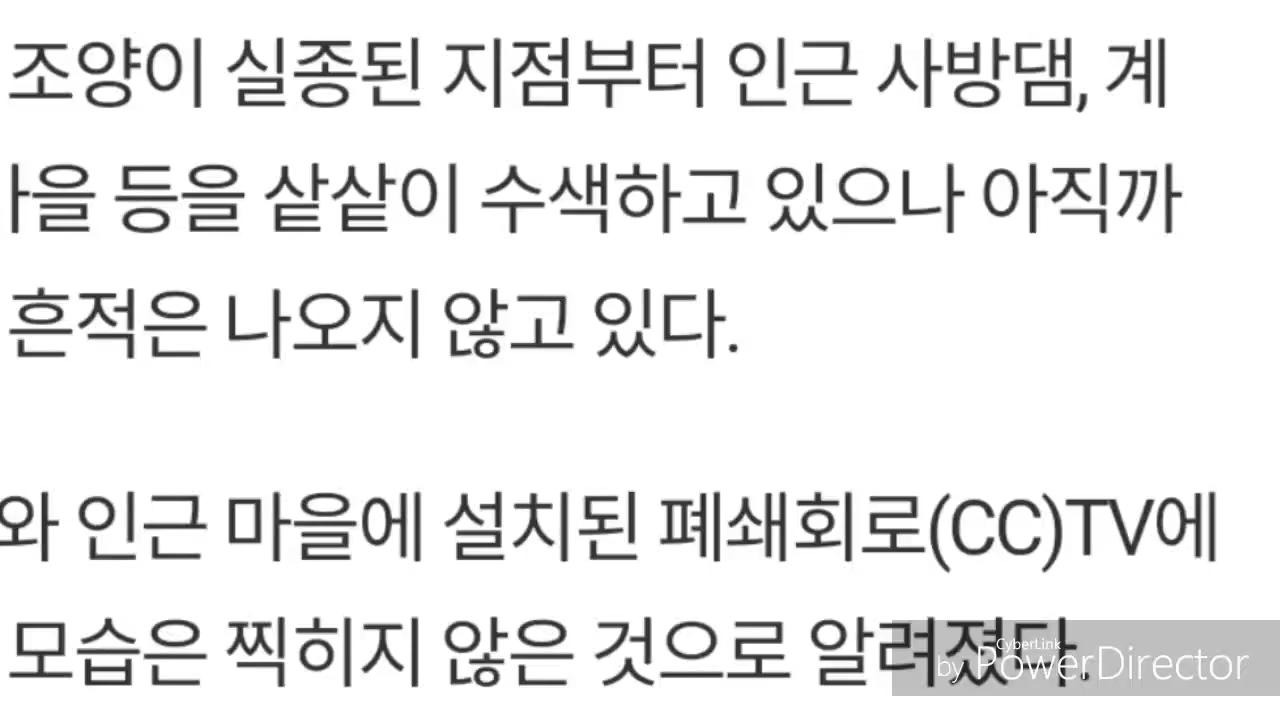 조양이 실종된 지점부터 인근 사방댐, 계
을 등을 샅샅이 수색하고 있으나 아직까
흔적은 나오지 않고 있다.
와 인근 마을에 설치된 폐쇄회로(CC)TV에
모습은 찍히지 않은 것으로 알려졌다.
CyberLink
by PowerDirector